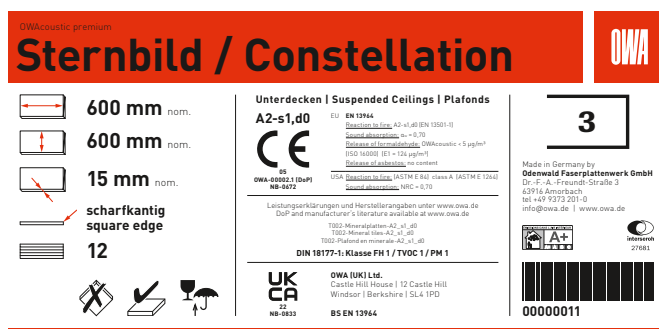 OWAcoustic premium
Sternbild / Constellation
OWA
600 mm nom.
600 mm nom.
15 mm nom.
scharfkantig
square edge
12
Unterdecken | Suspended Ceilings | Plafonds
A2-s1,d0
CE
05
OWA-00002.1 (DoP)
NB-0672
EU EN 13964
Reaction to fire: A2-s1,d0 (EN 13501-1)
Sound absorption: αw = 0,70
Release of formaldehyde: OWAcoustic < 5 µg/m³
(ISO 16000) (E1 = 124 µg/m³)
Release of asbestos: no content
USA Reaction to fire: (ASTM E 84) class A (ASTM E 1264)
Sound absorption: NRC = 0,70
Leistungserklärungen und Herstellerangaben unter www.owa.de
DoP and manufacturer's literature available at www.owa.de
T002-Mineralplatten-A2_s1_d0
T002-Mineral tiles-A2_s1_d0
T002-Plafond en minerale-A2_s1_d0
DIN 18177-1: Klasse FH 1 / TVOC 1 / PM 1
UK
CA
22
NB-0833
OWA (UK) Ltd.
Castle Hill House | 12 Castle Hill
Windsor | Berkshire | SL4 1PD
BS EN 13964
3
Made in Germany by
Odenwald Faserplattenwerk GmbH
Dr.-F.-A.-Freundt-Straße 3
63916 Amorbach
tel +49 9373 201-0
info@owa.de | www.owa.de
A+
interseroh
27681
00000011